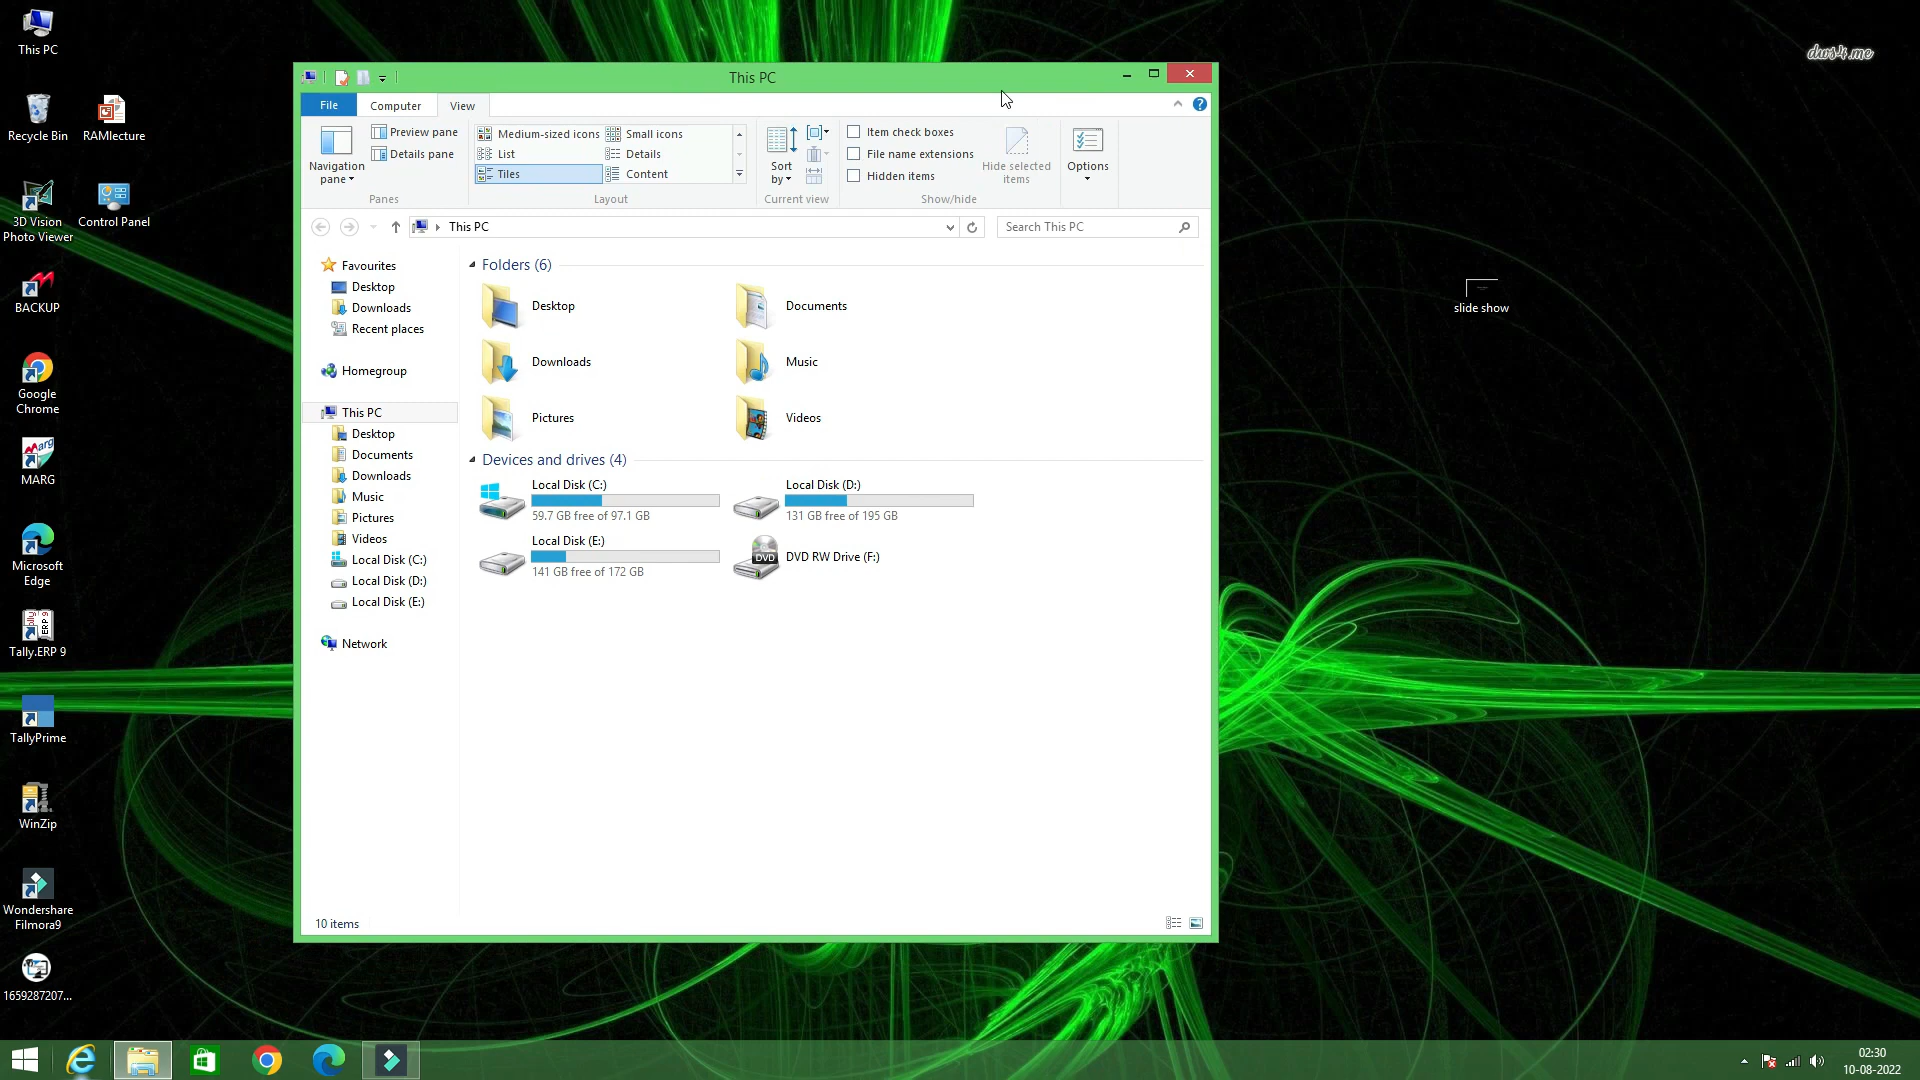 This PC
Recycle Bin
RAMlecture
3D Vision
Photo Viewer
Control Panel
BACKUP
Google
Chrome
Marg
MARG
Microsoft
Edge
Tally
ERP 9
Tally.ERP 9
TallyPrime
WinZip
Wondershare
Filmora9
1659287207...
dws4.me
slide show
This PC
File
Computer
View
Navigation
pane
Preview pane
Details pane
Panes
Medium-sized icons
Small icons
List
Details
Tiles
Content
Layout
Sort
by
Current view
Item check boxes
File name extensions
Hidden items
Hide selected
items
Show/hide
Options
This PC
Search This PC
Favourites
Desktop
Downloads
Recent places
Homegroup
This PC
Desktop
Documents
Downloads
Music
Pictures
Videos
Local Disk (C:)
Local Disk (D:)
Local Disk (E:)
Network
Folders (6)
Desktop
Documents
Downloads
Music
Pictures
Videos
Devices and drives (4)
Local Disk (C:)
59.7 GB free of 97.1 GB
Local Disk (D:)
131 GB free of 195 GB
Local Disk (E:)
141 GB free of 172 GB
DVD
DVD RW Drive (F:)
10 items
02:30
10-08-2022